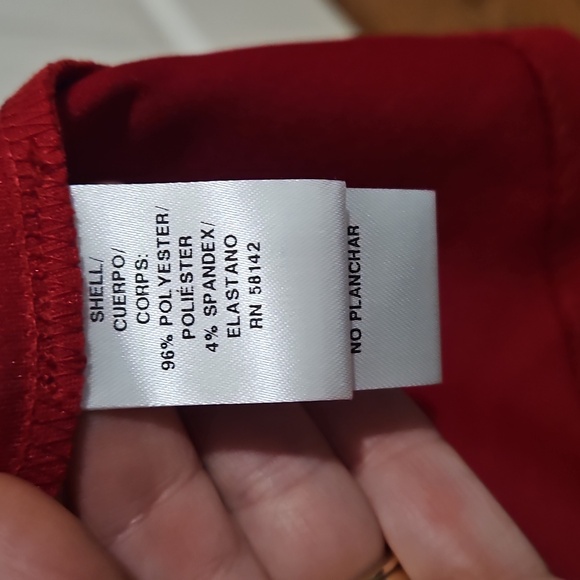 SHELL/
CUERPO/
CORPS:
96% POLYESTER/
POLIÉSTER
4% SPANDEX/
ELASTANO
RN 58142
NO PLANCHAR